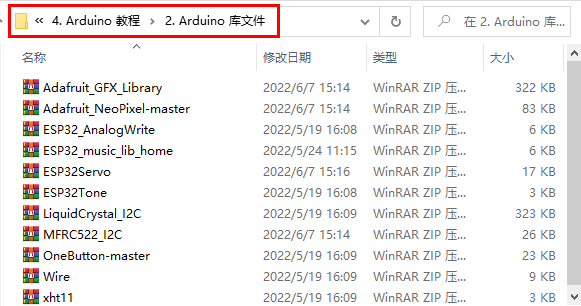 « 4. Arduino 教程 > 2. Arduino 库文件
在 2. Arduino 库...
名称 修改日期 类型 大小
Adafruit_GFX_Library 2022/6/7 15:14 WinRAR ZIP 压... 322 KB
Adafruit_NeoPixel-master 2022/6/7 15:14 WinRAR ZIP 压... 83 KB
ESP32_AnalogWrite 2022/5/19 16:08 WinRAR ZIP 压... 6 KB
ESP32_music_lib_home 2022/5/24 11:15 WinRAR ZIP 压... 6 KB
ESP32Servo 2022/6/7 15:16 WinRAR ZIP 压... 17 KB
ESP32Tone 2022/5/19 16:08 WinRAR ZIP 压... 3 KB
LiquidCrystal_I2C 2022/5/19 16:09 WinRAR ZIP 压... 323 KB
MFRC522_I2C 2022/6/7 15:14 WinRAR ZIP 压... 26 KB
OneButton-master 2022/5/19 16:09 WinRAR ZIP 压... 23 KB
Wire 2022/5/19 16:09 WinRAR ZIP 压... 9 KB
xht11 2022/5/19 16:09 WinRAR ZIP 压... 3 KB